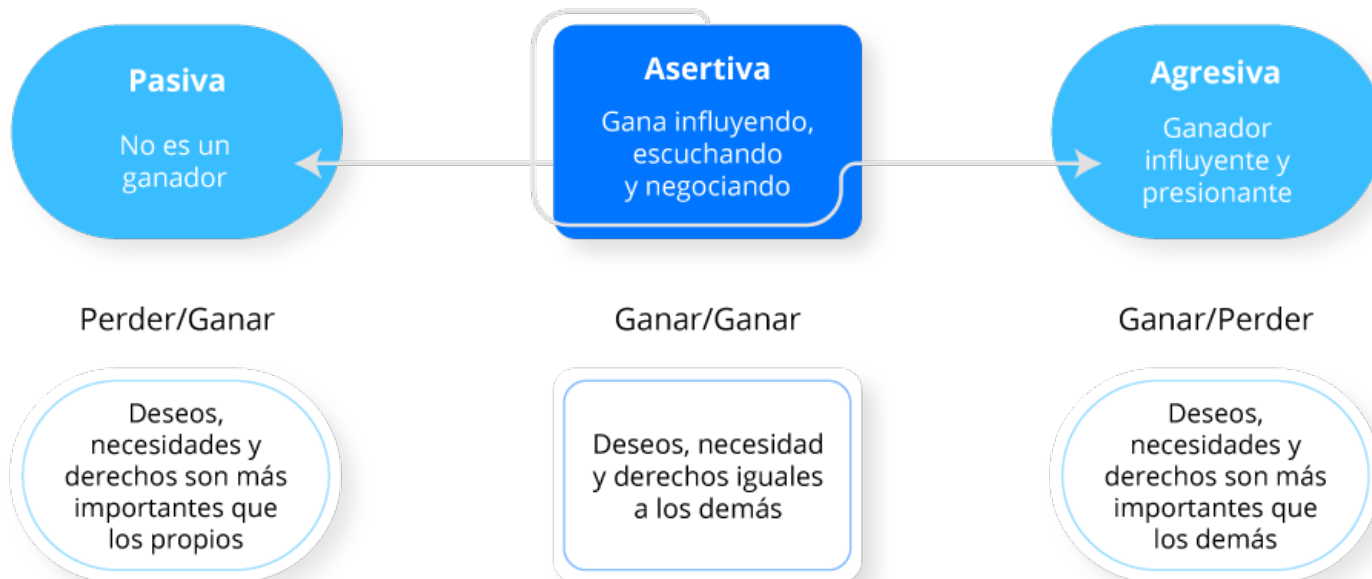 Pasiva
No es un
ganador
Asertiva
Gana influyendo,
escuchando
y negociando
Agresiva
Ganador
influyente y
presionante
Perder/Ganar
Ganar/Ganar
Ganar/Perder
Deseos,
necesidades y
derechos son más
importantes que
los propios
Deseos, necesidad
y derechos iguales
a los demás
Deseos,
necesidades y
derechos son más
importantes que
los demás